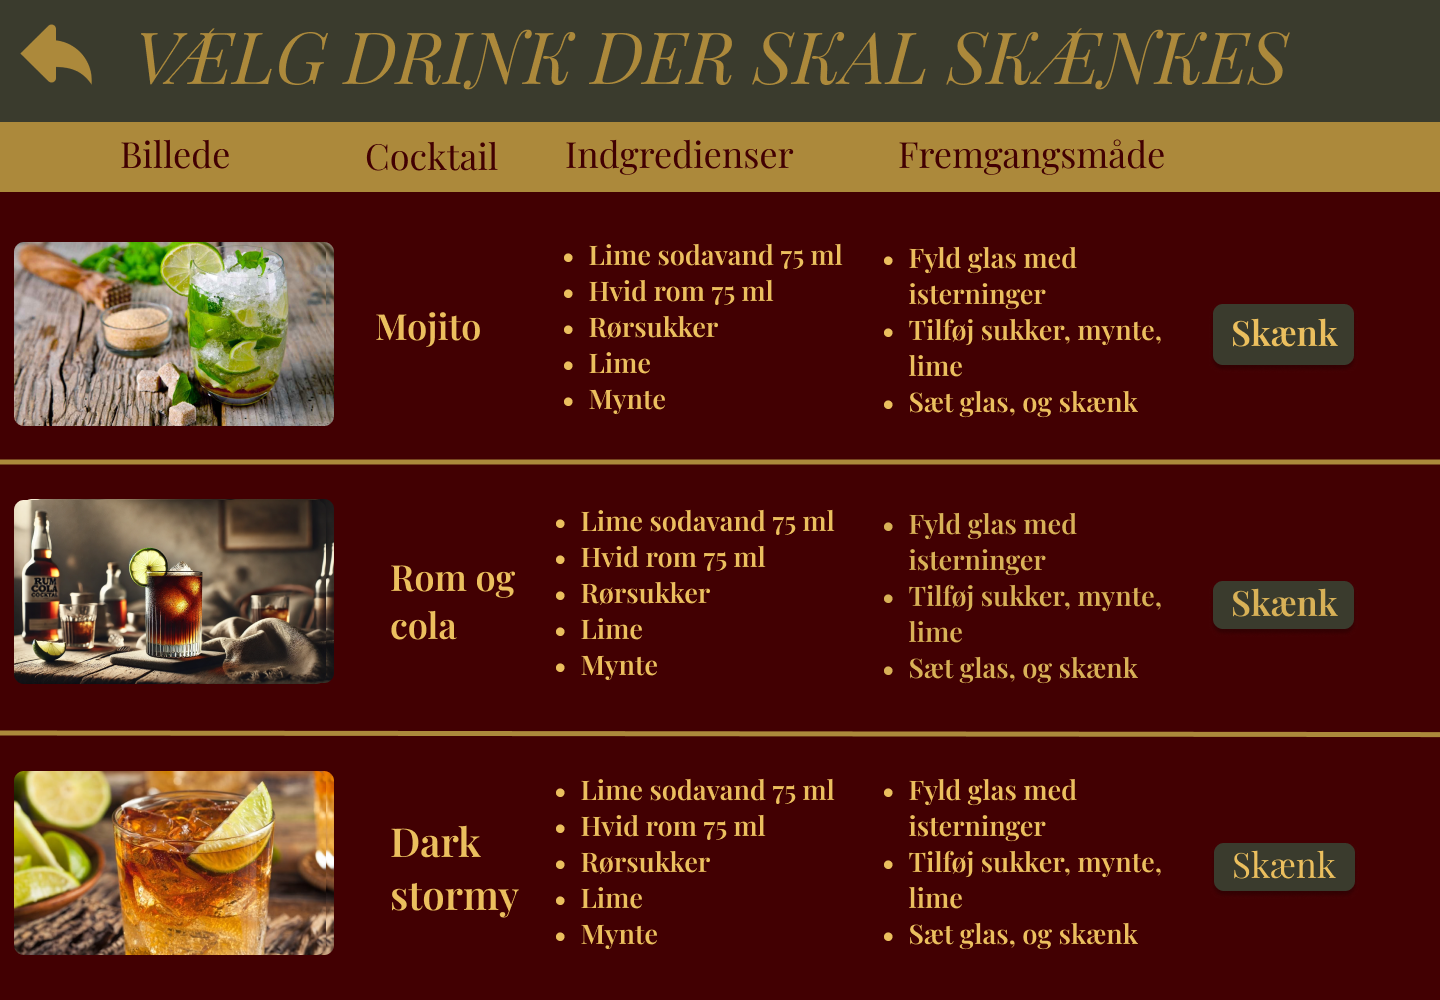 VÆLG DRINK DER SKAL SKÆNKES
Billede Cocktail Indgredienser Fremgangsmåde
Mojito
• Lime sodavand 75 ml
• Hvid rom 75 ml
• Rørsukker
• Lime
• Mynte
• Fyld glas med
isterninger
• Tilføj sukker, mynte,
lime
• Sæt glas, og skænk
Skænk
RUM
COLA
COCKTAIL
Rom og
cola
• Lime sodavand 75 ml
• Hvid rom 75 ml
• Rørsukker
• Lime
• Mynte
• Fyld glas med
isterninger
• Tilføj sukker, mynte,
lime
• Sæt glas, og skænk
Skænk
Dark
stormy
• Lime sodavand 75 ml
• Hvid rom 75 ml
• Rørsukker
• Lime
• Mynte
• Fyld glas med
isterninger
• Tilføj sukker, mynte,
lime
• Sæt glas, og skænk
Skænk